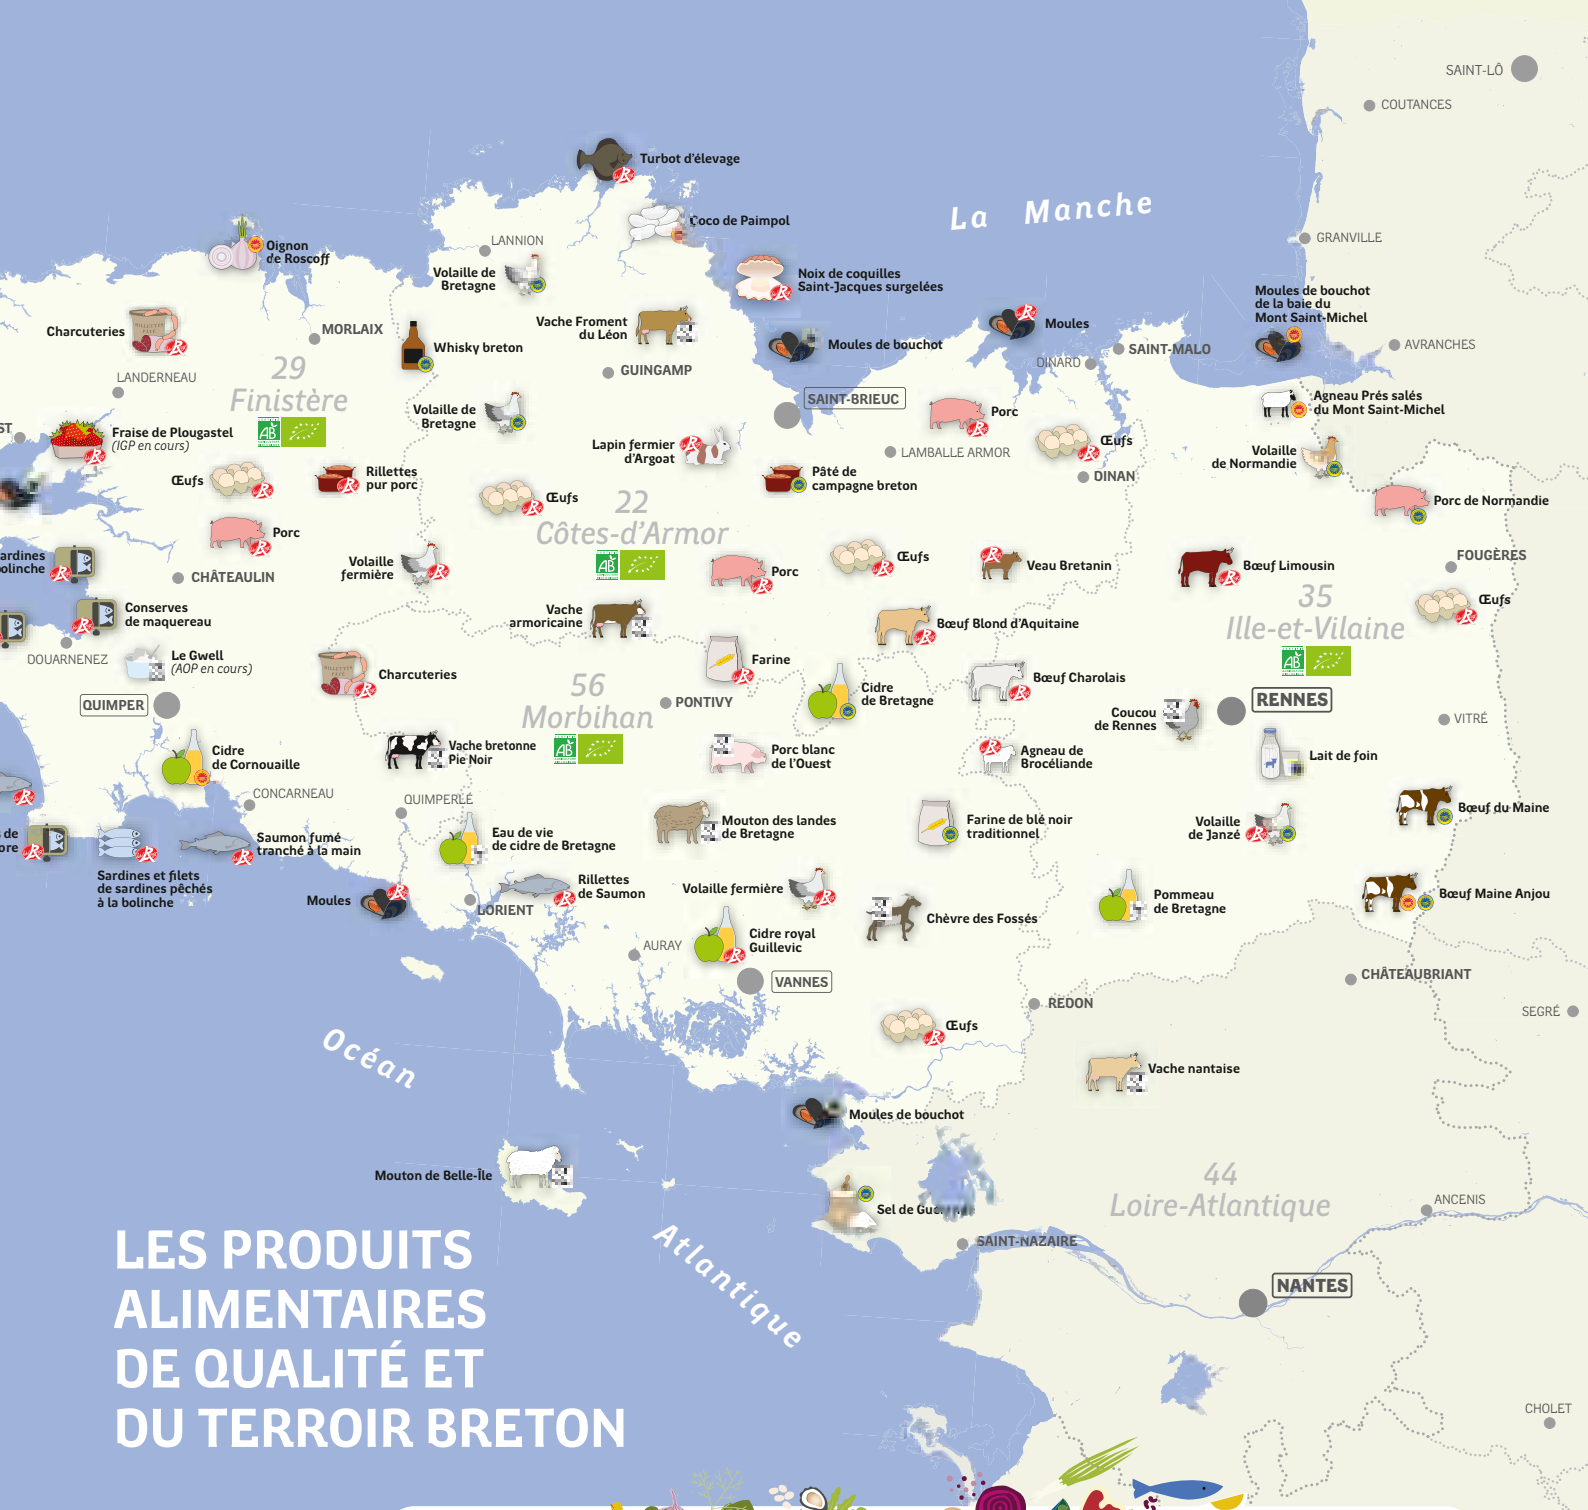 SAINT-LÔ
COUTANCES
La Manche
GRANVILLE
AVRANCHES
Turbot d'élevage
Coco de Paimpol
Oignon
de Roscoff
LANNION
Volaille de
Bretagne
Noix de coquilles
Saint-Jacques surgelées
Moules de bouchot
de la baie du
Mont Saint-Michel
Charcuteries
MORLAIX
Whisky breton
Vache Froment
du Léon
Moules de bouchot
Moules
DINARD
SAINT-MALO
29
Finistère
AB
LANDERNEAU
GUINGAMP
SAINT-BRIEUC
Agneau Prés salés
du Mont Saint-Michel
Fraise de Plougastel
(IGP en cours)
Volaille de
Bretagne
Lapin fermier
d'Argoat
Porc
LAMBALLE ARMOR
Œufs
Volaille
de Normandie
Œufs
Rillettes
pur porc
Œufs
Pâté de
campagne breton
DINAN
Porc de Normandie
22
Côtes-d'Armor
AB
Porc
Volaille
fermière
Porc
Œufs
Veau Bretanin
Bœuf Limousin
FOUGÈRES
CHÂTEAULIN
35
Ille-et-Vilaine
AB
Œufs
Conserves
de maquereau
DOUARNENEZ
Le Gwell
(AOP en cours)
Vache
armoricaine
Bœuf Blond d'Aquitaine
Farine
Charcuteries
56
Morbihan
AB
PONTIVY
Cidre
de Bretagne
Bœuf Charolais
QUIMPER
Coucou
de Rennes
RENNES
VITRÉ
Cidre
de Cornouaille
Vache bretonne
Pie Noir
Porc blanc
de l'Ouest
Agneau de
Brocéliande
Lait de foin
CONCARNEAU
QUIMPERLÉ
Mouton des landes
de Bretagne
Farine de blé noir
traditionnel
Volaille
de Janzé
Bœuf du Maine
Saumon fumé
tranché à la main
Eau de vie
de cidre de Bretagne
Sardines et filets
de sardines pêchés
à la bolinche
Moules
LORIENT
Rillettes
de Saumon
Volaille fermière
Chèvre des Fossés
Pommeau
de Bretagne
Bœuf Maine Anjou
AURAY
Cidre royal
Guillevic
VANNES
CHÂTEAUBRIANT
REDON
SEGRÉ
Œufs
Océan
Atlantique
Vache nantaise
Moules de bouchot
Mouton de Belle-Île
Sel de
44
Loire-Atlantique
ANCENIS
SAINT-NAZAIRE
NANTES
CHOLET
LES PRODUITS
ALIMENTAIRES
DE QUALITÉ ET
DU TERROIR BRETON